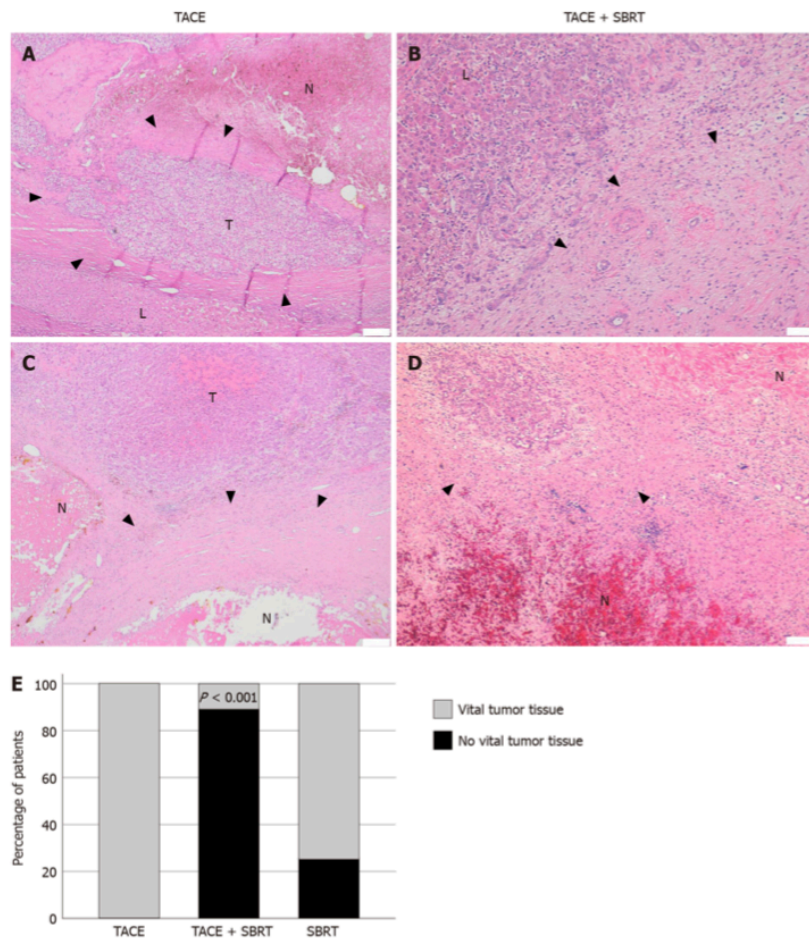 TACE
TACE + SBRT
A
N
T
L
B
L
C
T
N
N
D
N
N
E
100
80
60
40
20
0
Percentage of patients
P < 0.001
TACE
TACE + SBRT
SBRT
Vital tumor tissue
No vital tumor tissue